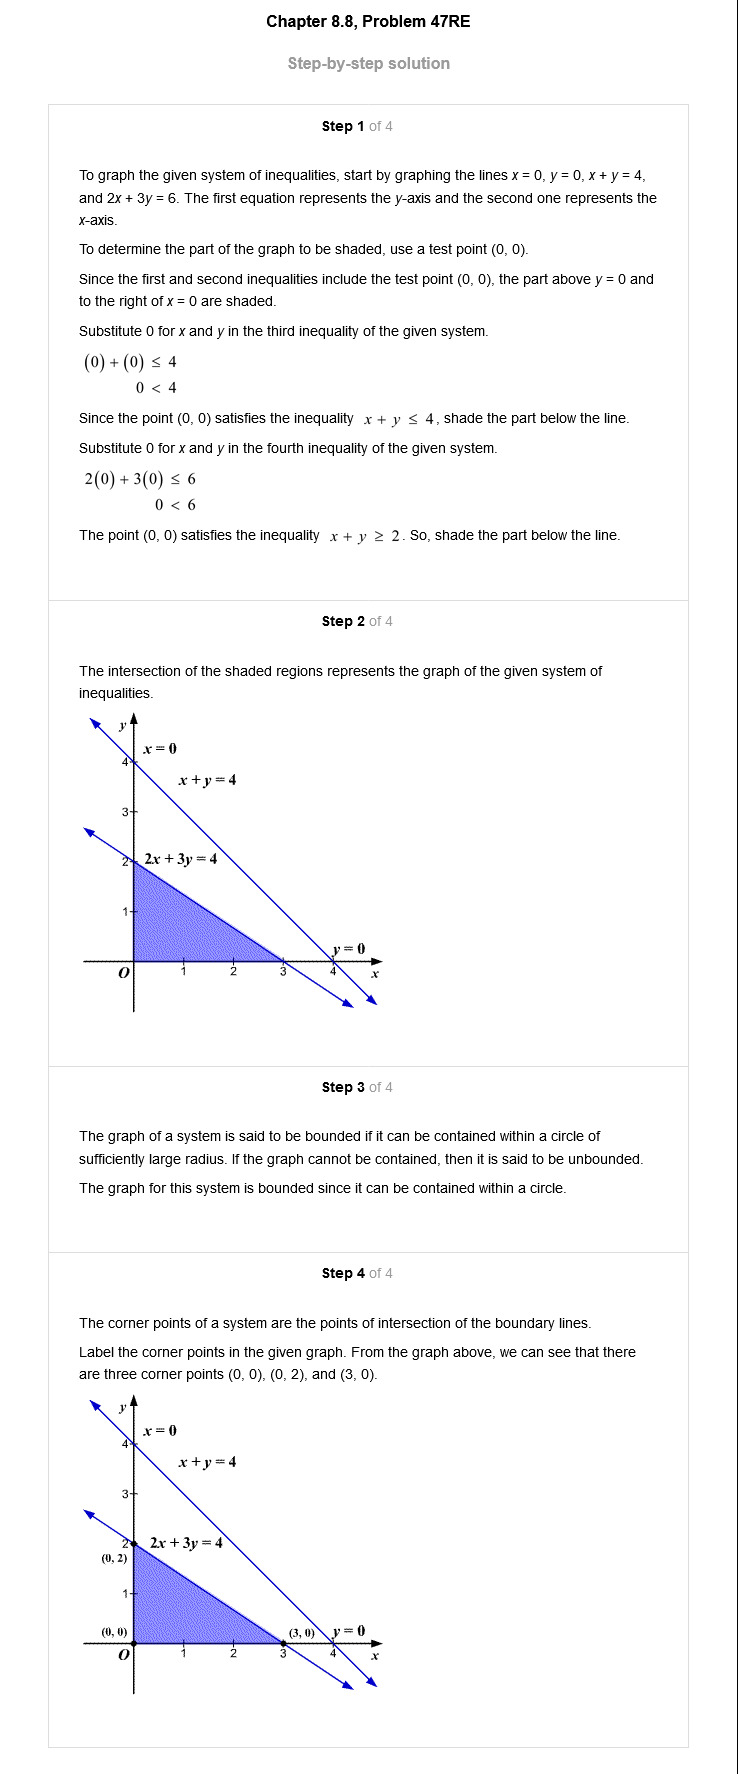 Chapter 8.8, Problem 47RE
Step-by-step solution
Step 1 of 4
To graph the given system of inequalities, start by graphing the lines x = 0, y = 0, x + y = 4,
and 2x + 3y = 6. The first equation represents the y-axis and the second one represents the
x-axis.
To determine the part of the graph to be shaded, use a test point (0, 0).
Since the first and second inequalities include the test point (0, 0), the part above y = 0 and
to the right of x = 0 are shaded.
Substitute 0 for x and y in the third inequality of the given system.
(0) + (0) ≤ 4
0 < 4
Since the point (0, 0) satisfies the inequality x + y ≤ 4, shade the part below the line.
Substitute 0 for x and y in the fourth inequality of the given system.
2(0) + 3(0) ≤ 6
0 < 6
The point (0, 0) satisfies the inequality x + y ≥ 2. So, shade the part below the line.
Step 2 of 4
The intersection of the shaded regions represents the graph of the given system of
inequalities.
y
x = 0
4
x + y = 4
3
2
2x + 3y = 4
1
y = 0
O 1 2 3 4 x
Step 3 of 4
The graph of a system is said to be bounded if it can be contained within a circle of
sufficiently large radius. If the graph cannot be contained, then it is said to be unbounded.
The graph for this system is bounded since it can be contained within a circle.
Step 4 of 4
The corner points of a system are the points of intersection of the boundary lines.
Label the corner points in the given graph. From the graph above, we can see that there
are three corner points (0, 0), (0, 2), and (3, 0).
y
x = 0
4
x + y = 4
3
2
2x + 3y = 4
(0, 2)
1
(0, 0) (3, 0) y = 0
O 1 2 3 4 x